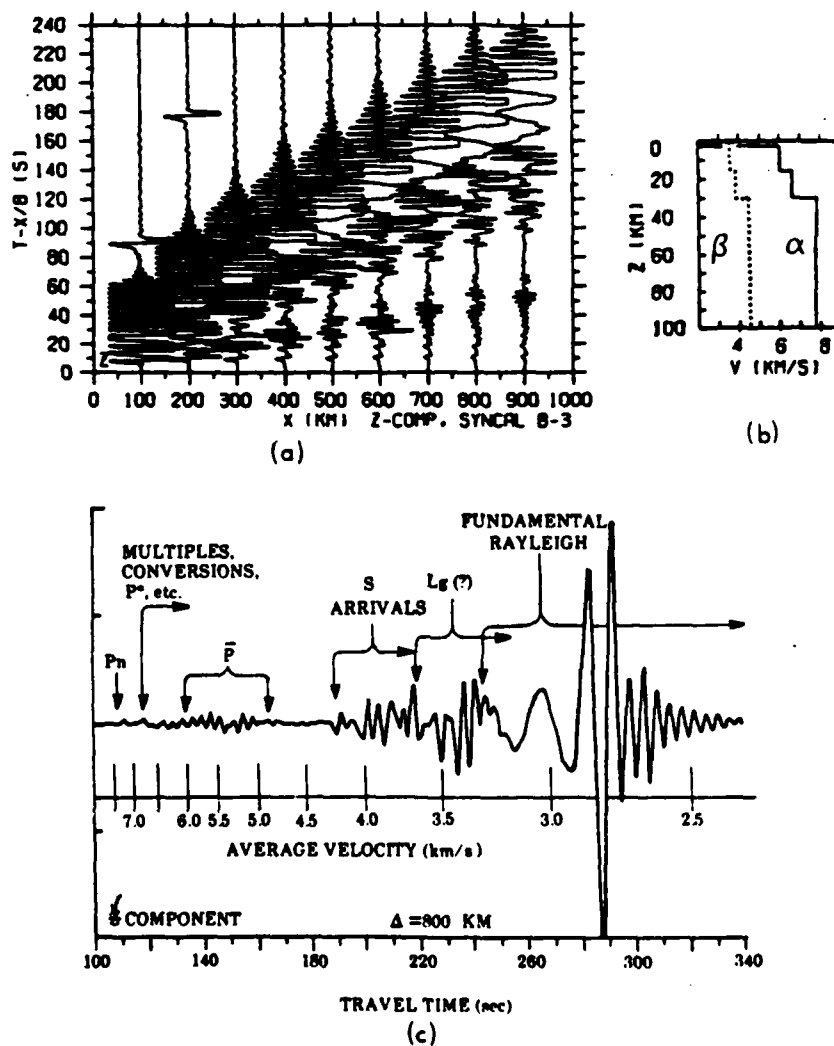 240
220
200
180
160
140
120
100
80
60
40
20
0
T-X/8 (S)
Z
0 100 200 300 400 500 600 700 800 900 1000
X (KM) Z-COMP. SYNCAL 8-3
(a)
0
20
40
60
80
100
Z (KM)
β α
4 6 8
V (KM/S)
(b)
FUNDAMENTAL
RAYLEIGH
MULTIPLES,
CONVERSIONS,
P*, etc.
S
ARRIVALS
Lg (?)
Pn
P̅
7.0 6.0 5.5 5.0 4.5 4.0 3.5 3.0 2.5
AVERAGE VELOCITY (km/s)
COMPONENT Δ =800 KM
100 140 180 220 260 300 340
TRAVEL TIME (sec)
(c)